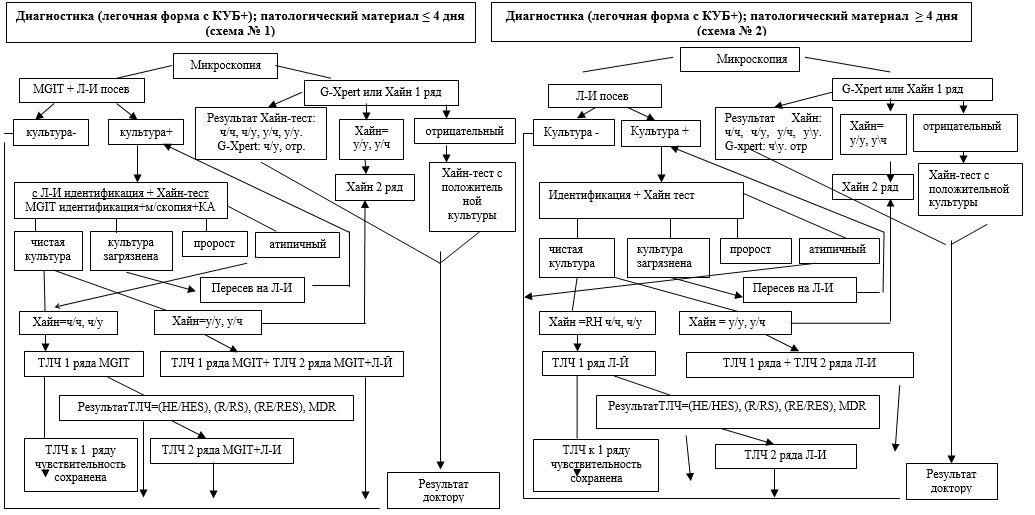 Диагностика (легочная форма с КУБ+); патологический материал ≤ 4 дня
(схема № 1)
Микроскопия
MGIT + Л-И посев
G-Xpert или Хайн 1 ряд
культура-
культура+
Результат Хайн-тест:
ч/ч, ч/у, у/ч, у/у.
G-Xpert: ч/у, отр.
Хайн=
у/у, у/ч
отрицательный
Хайн-тест с
положитель
ной
культуры
Хайн 2 ряд
с Л-И идентификация + Хайн-тест
MGIT идентификация+м/скопия+КА
чистая
культура
культура
загрязнена
пророст
атипичный
Пересев на Л-И
Хайн=ч/ч, ч/у
Хайн=у/у, у/ч
ТЛЧ 1 ряда MGIT
ТЛЧ 1 ряда MGIT+ ТЛЧ 2 ряда MGIT+Л-Й
РезультатТЛЧ=(HE/HES), (R/RS), (RE/RES), MDR
ТЛЧ к 1 ряду
чувствительность
сохранена
ТЛЧ 2 ряда MGIT+Л-И
Результат
доктору
Диагностика (легочная форма с КУБ+); патологический материал ≥ 4 дня
(схема № 2)
Микроскопия
Л-И посев
G-Xpert или Хайн 1 ряд
Культура -
Культура +
Результат Хайн:
ч/ч, ч/у, у/ч, у\у.
G-xpert: ч\у. отр
Хайн=
у/у, у\ч
отрицательный
Хайн-тест с
положительной
культуры
Хайн 2 ряд
Идентификация + Хайн тест
чистая
культура
культура
загрязнена
пророст
атипичный
Пересев на Л-И
Хайн =RH ч/ч, ч/у
Хайн = у/у, у/ч
ТЛЧ 1 ряд Л-Й
ТЛЧ 1 ряда + ТЛЧ 2 ряда Л-И
РезультатТЛЧ=(HE/HES), (R/RS), (RE/RES), MDR
ТЛЧ к 1 ряду
чувствительность
сохранена
ТЛЧ 2 ряда Л-И
Результат
доктору